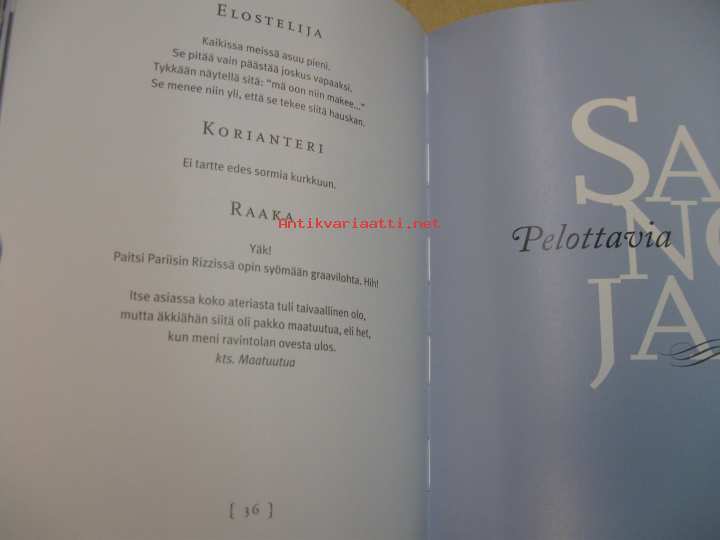 ELOSTELIJA
Kaikissa meissä asuu pieni.
Se pitää vain päästää joskus vapaaksi.
Tykkään näytellä sitä: "mä oon niin makee..."
Se menee niin yli, että se tekee siitä hauskan.
KORIANTERI
Ei tartte edes sormia kurkkuun.
RAAKA
Yäk!
Paitsi Pariisin Rizzissä opin syömään graavilohta. Hih!
Itse asiassa koko ateriasta tuli taivaallinen olo,
mutta äkkiähän siitä oli pakko maatuutua, eli het,
kun meni ravintolan ovesta ulos.
kts. Maatuutua
[ 36 ]
Antikvariaatti.net
SA
NO
Pelottavia
JA